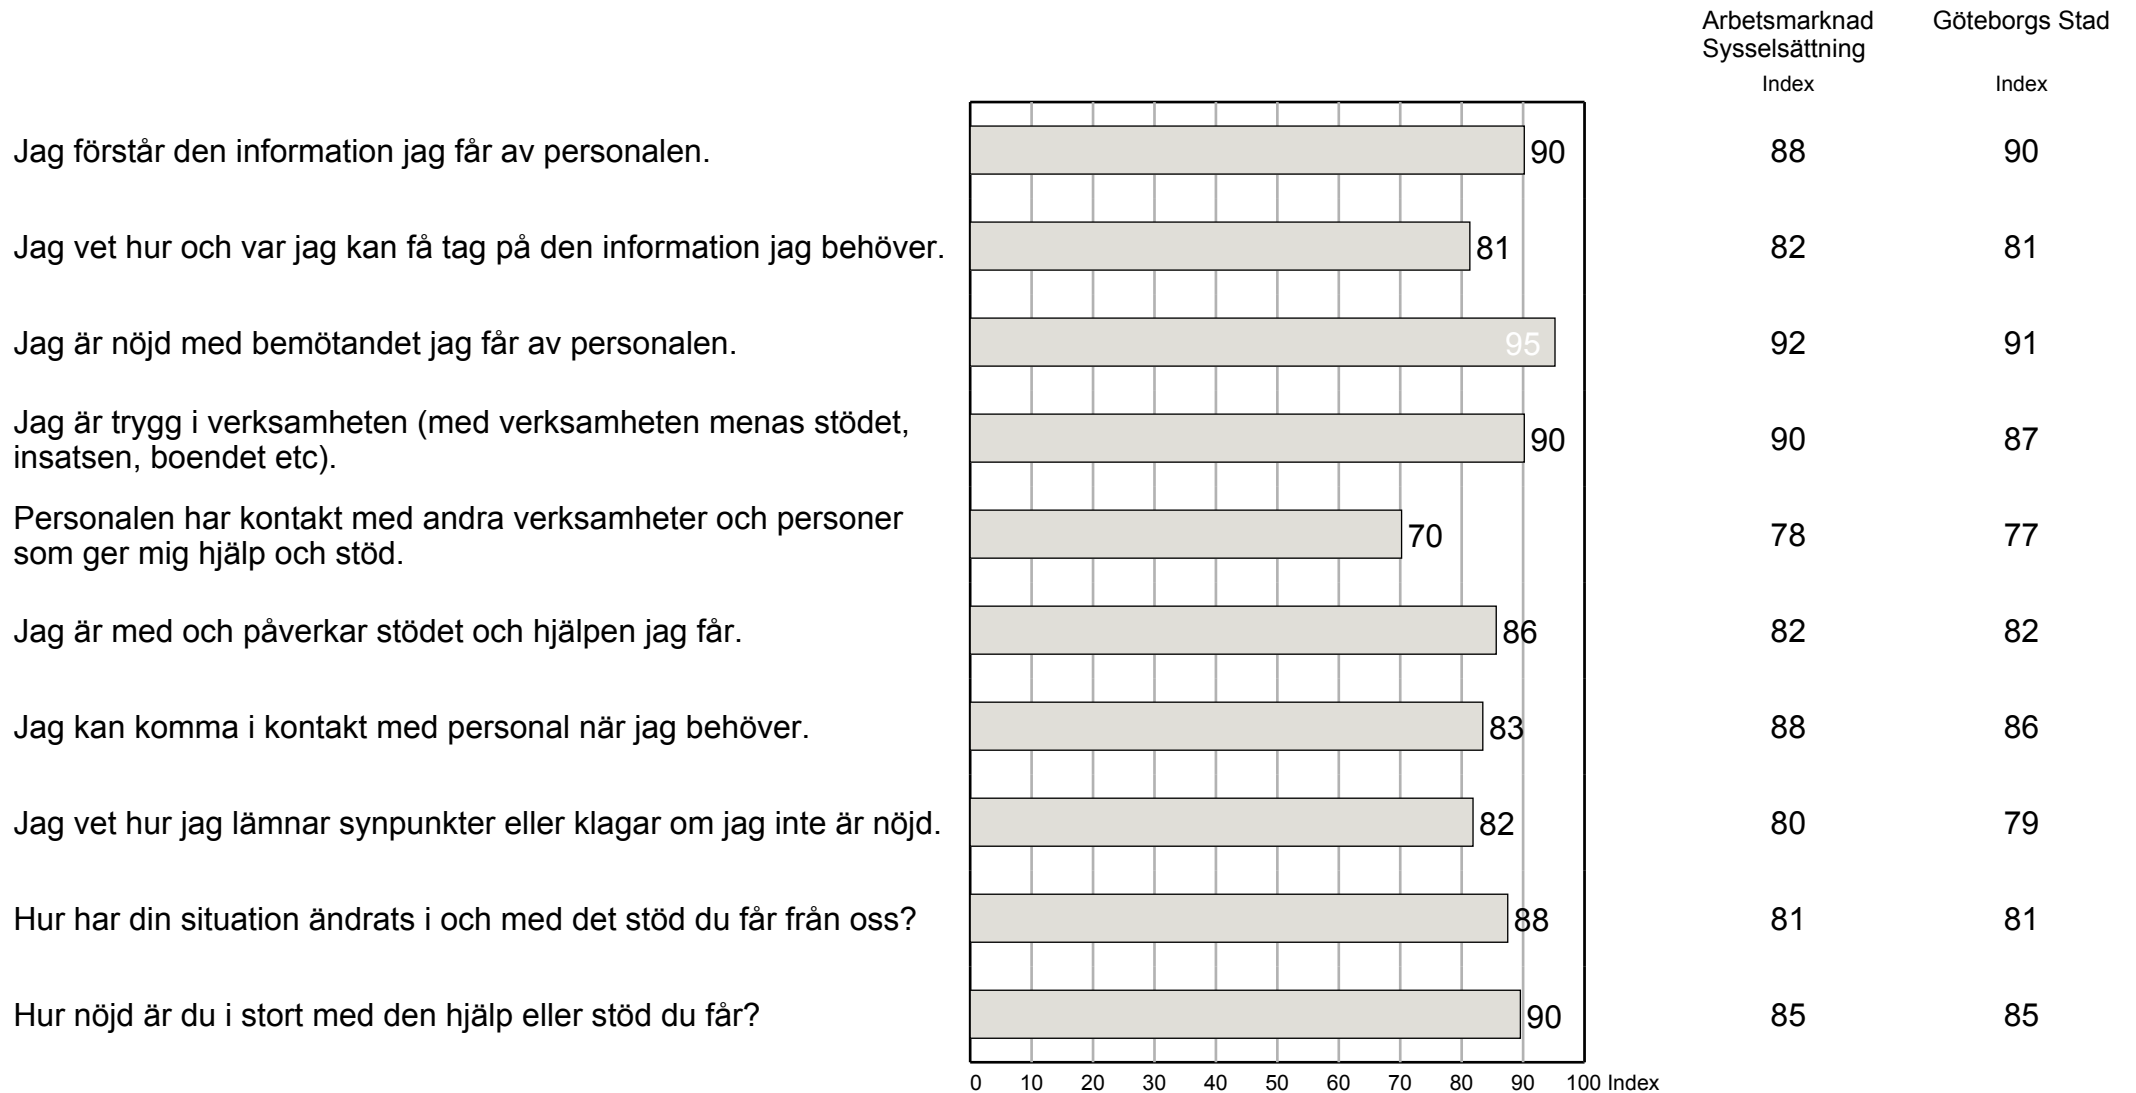 Arbetsmarknad Göteborgs Stad
Sysselsättning
Index Index
Jag förstår den information jag får av personalen. 90 88 90
Jag vet hur och var jag kan få tag på den information jag behöver. 81 82 81
Jag är nöjd med bemötandet jag får av personalen. 95 92 91
Jag är trygg i verksamheten (med verksamheten menas stödet,
insatsen, boendet etc). 90 90 87
Personalen har kontakt med andra verksamheter och personer
som ger mig hjälp och stöd. 70 78 77
Jag är med och påverkar stödet och hjälpen jag får. 86 82 82
Jag kan komma i kontakt med personal när jag behöver. 83 88 86
Jag vet hur jag lämnar synpunkter eller klagar om jag inte är nöjd. 82 80 79
Hur har din situation ändrats i och med det stöd du får från oss? 88 81 81
Hur nöjd är du i stort med den hjälp eller stöd du får? 90 85 85
0 10 20 30 40 50 60 70 80 90 100 Index